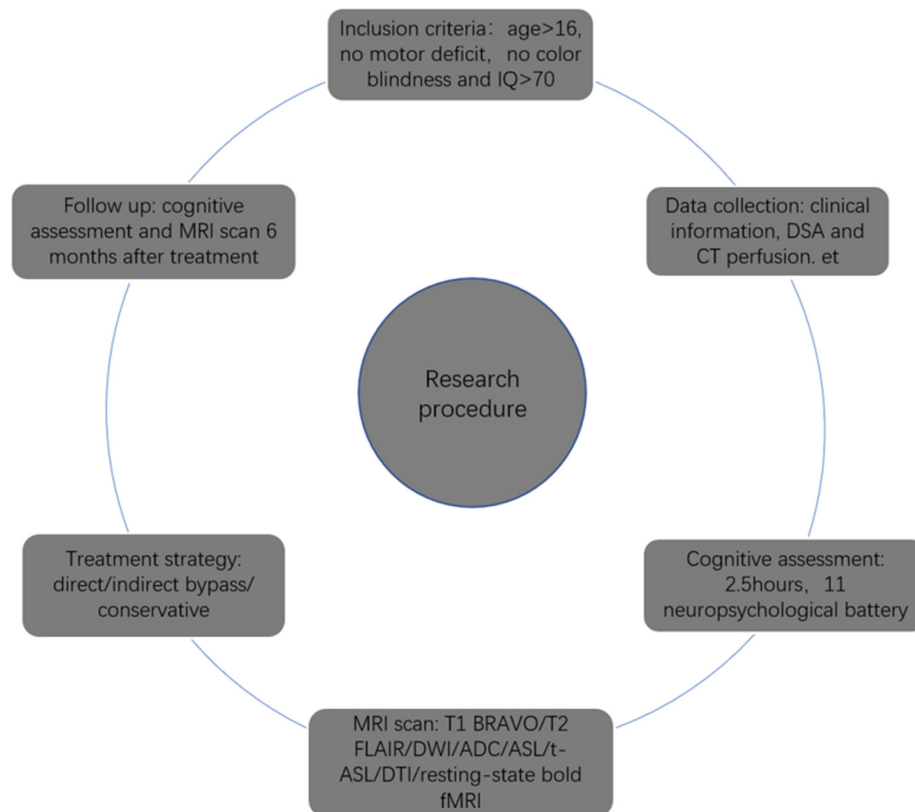 Inclusion criteria：age>16,
no motor deficit，no color
blindness and IQ>70
Data collection: clinical
information, DSA and
CT perfusion. et
Cognitive assessment:
2.5hours，11
neuropsychological battery
MRI scan: T1 BRAVO/T2
FLAIR/DWI/ADC/ASL/t-
ASL/DTI/resting-state bold
fMRI
Treatment strategy:
direct/indirect bypass/
conservative
Follow up: cognitive
assessment and MRI scan 6
months after treatment
Research
procedure